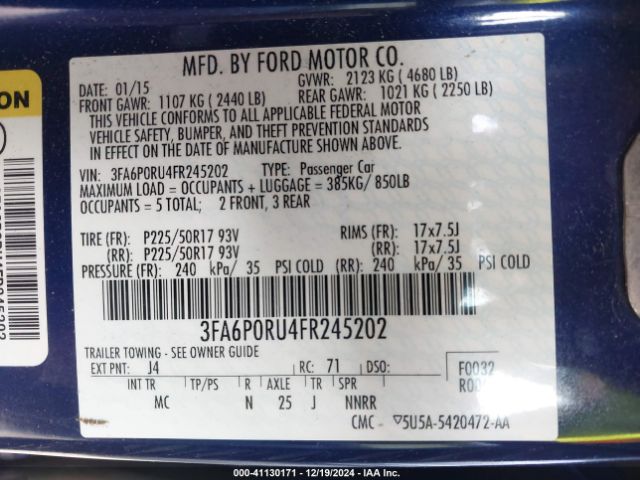 MFD. BY FORD MOTOR CO.
DATE: 01/15
GVWR: 2123 KG ( 4680 LB)
FRONT GAWR: 1107 KG ( 2440 LB)
REAR GAWR: 1021 KG ( 2250 LB)
THIS VEHICLE CONFORMS TO ALL APPLICABLE FEDERAL MOTOR
VEHICLE SAFETY, BUMPER, AND THEFT PREVENTION STANDARDS
IN EFFECT ON THE DATE OF MANUFACTURE SHOWN ABOVE.
VIN: 3FA6P0RU4FR245202 TYPE: Passenger Car
MAXIMUM LOAD = OCCUPANTS + LUGGAGE = 385KG/ 850LB
OCCUPANTS = 5 TOTAL; 2 FRONT, 3 REAR
TIRE (FR): P225/50R17 93V RIMS (FR): 17x7.5J
(RR): P225/50R17 93V (RR): 17x7.5J
PRESSURE (FR): 240 kPa/ 35 PSI COLD (RR): 240 kPa/ 35 PSI COLD
3FA6P0RU4FR245202
TRAILER TOWING - SEE OWNER GUIDE
EXT PNT: J4 RC: 71 DSO: F0032
INT TR TP/PS R AXLE TR SPR
MC N 25 J NNRR
CMC - 5U5A-5420472-AA
000-41130171 - 12/19/2024 - IAA Inc.